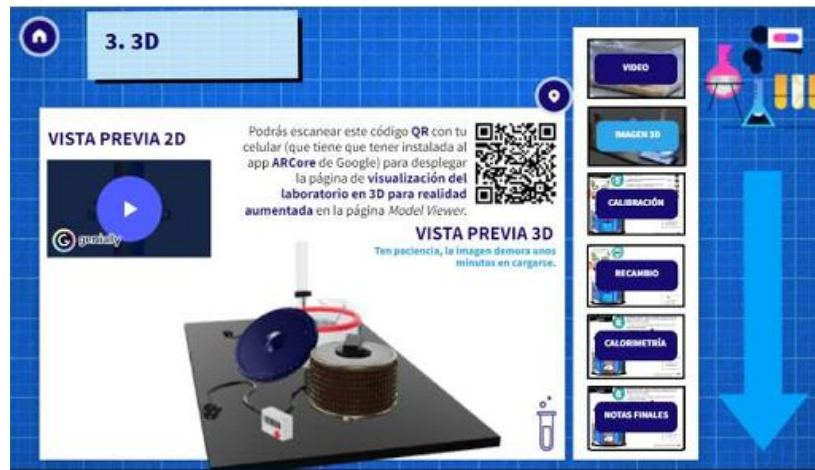 3. 3D
VISTA PREVIA 2D
genially
Podrás escanear este código QR con tu
celular (que tiene que tener instalada al
app ARCore de Google) para desplegar
la página de visualización del
laboratorio en 3D para realidad
aumentada en la página Model Viewer.
VISTA PREVIA 3D
Ten paciencia, la imagen demora unos
minutos en cargarse.
VIDEO
IMAGEN 3D
CALIBRACIÓN
RECAMBIO
CALORIMETRÍA
NOTAS FINALES